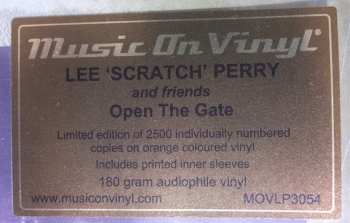 Music On Vinyl®
LEE 'SCRATCH' PERRY
and friends
Open The Gate
Limited edition of 2500 individually numbered
copies on orange coloured vinyl
Includes printed inner sleeves
180 gram audiophile vinyl
www.musiconvinyl.com MOVLP3054